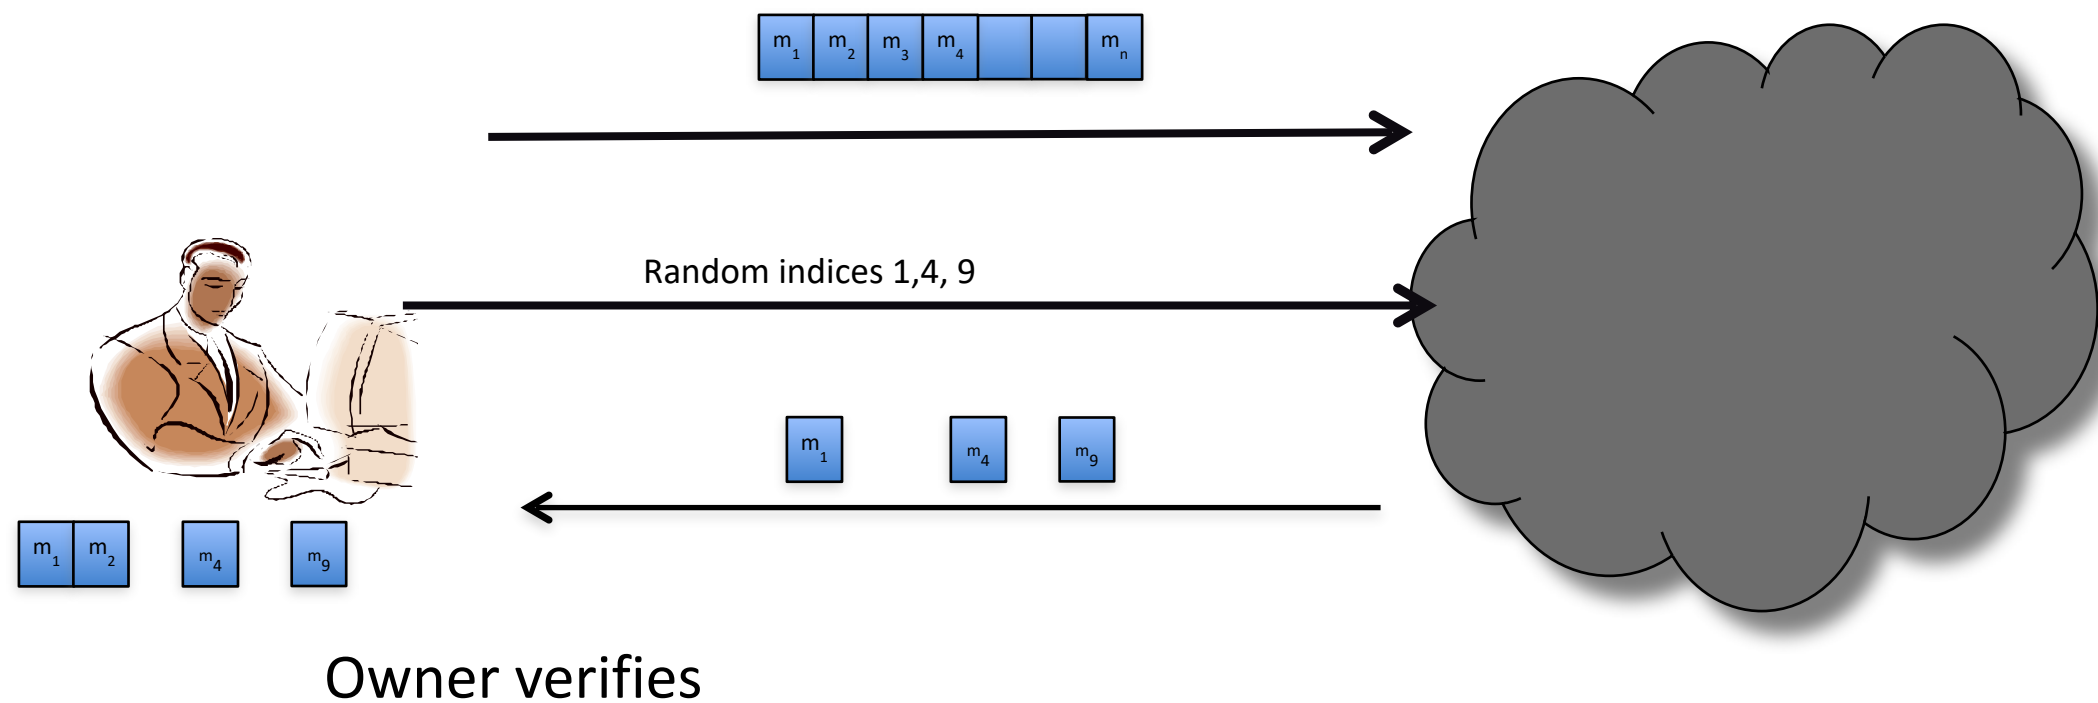 m1 m2 m3 m4 mn
Random indices 1,4, 9
m1 m4 m9
m1 m2 m4 m9
Owner verifies